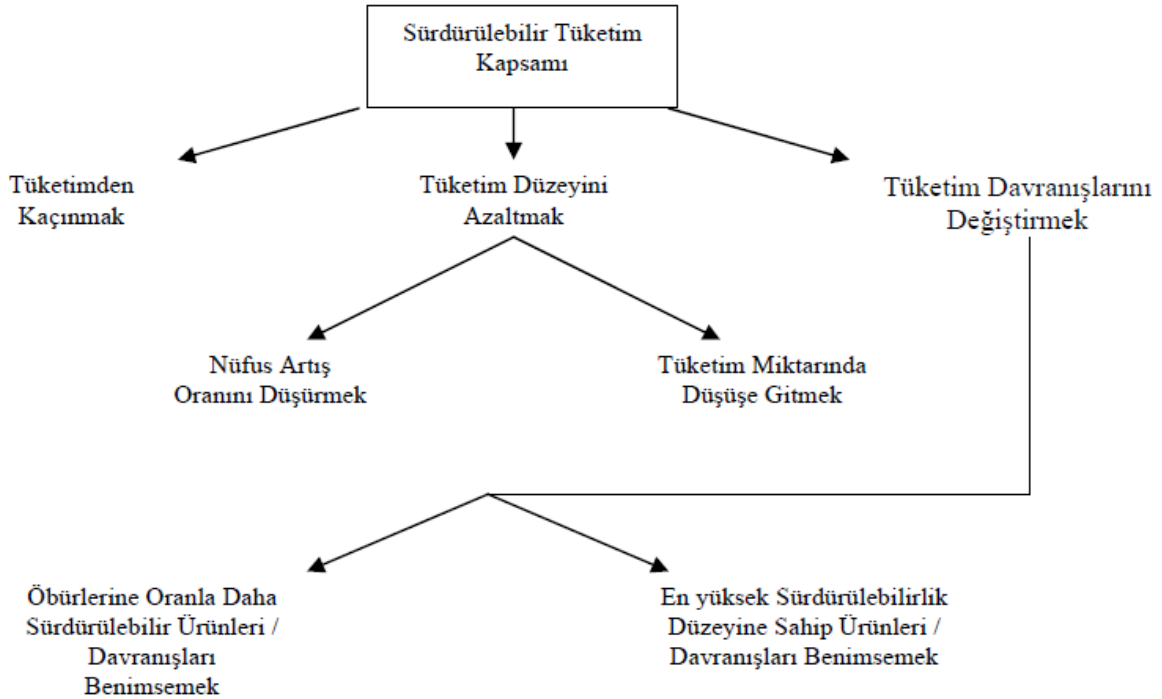 Sürdürülebilir Tüketim
Kapsamı
Tüketimden
Kaçınmak
Tüketim Düzeyini
Azaltmak
Tüketim Davranışlarını
Değiştirmek
Nüfus Artış
Oranını Düşürmek
Tüketim Miktarında
Düşüşe Gitmek
Öbürlerine Oranla Daha
Sürdürülebilir Ürünleri /
Davranışları
Benimsemek
En yüksek Sürdürülebilirlik
Düzeyine Sahip Ürünleri /
Davranışları Benimsemek